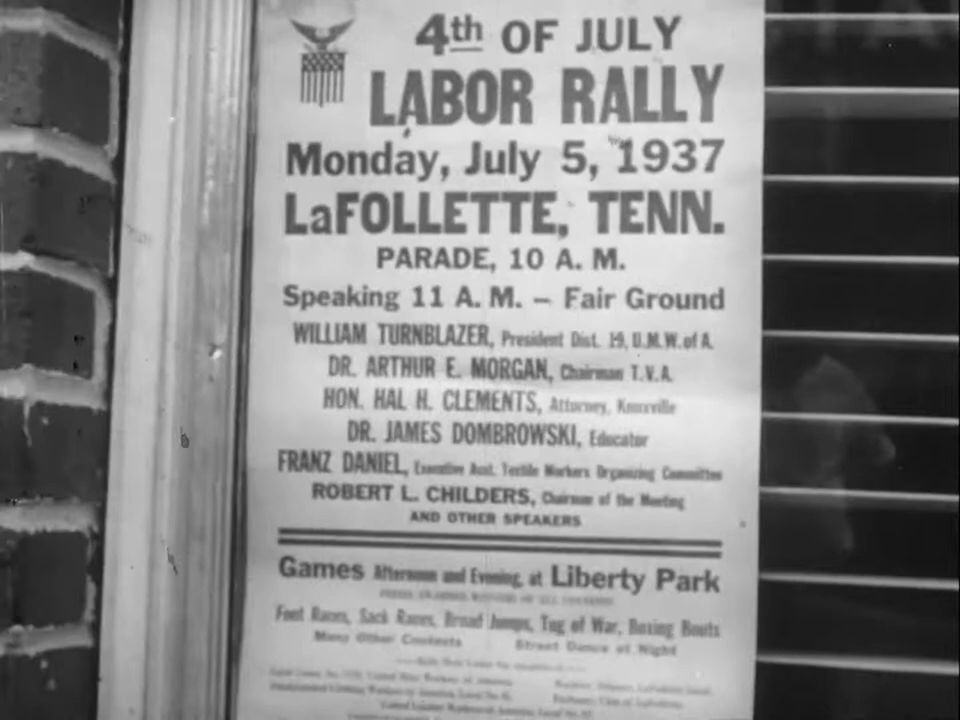 4th OF JULY
LABOR RALLY
Monday, July 5, 1937
LaFOLLETTE, TENN.
PARADE, 10 A. M.
Speaking 11 A. M. – Fair Ground
WILLIAM TURNBLAZER, President Dist. 19, U.M.W. of A.
DR. ARTHUR E. MORGAN, Chairman T.V.A.
HON. HAL H. CLEMENTS, Attorney, Knoxville
DR. JAMES DOMBROWSKI, Educator
FRANZ DANIEL, Executive Asst. Textile Workers Organizing Committee
ROBERT L. CHILDERS, Chairman of the Meeting
AND OTHER SPEAKERS
Games Afternoon and Evening, at Liberty Park
Foot Races, Sack Races, Broad Jumps, Tug of War, Boxing Bouts
Many Other Contests Street Dance at Night